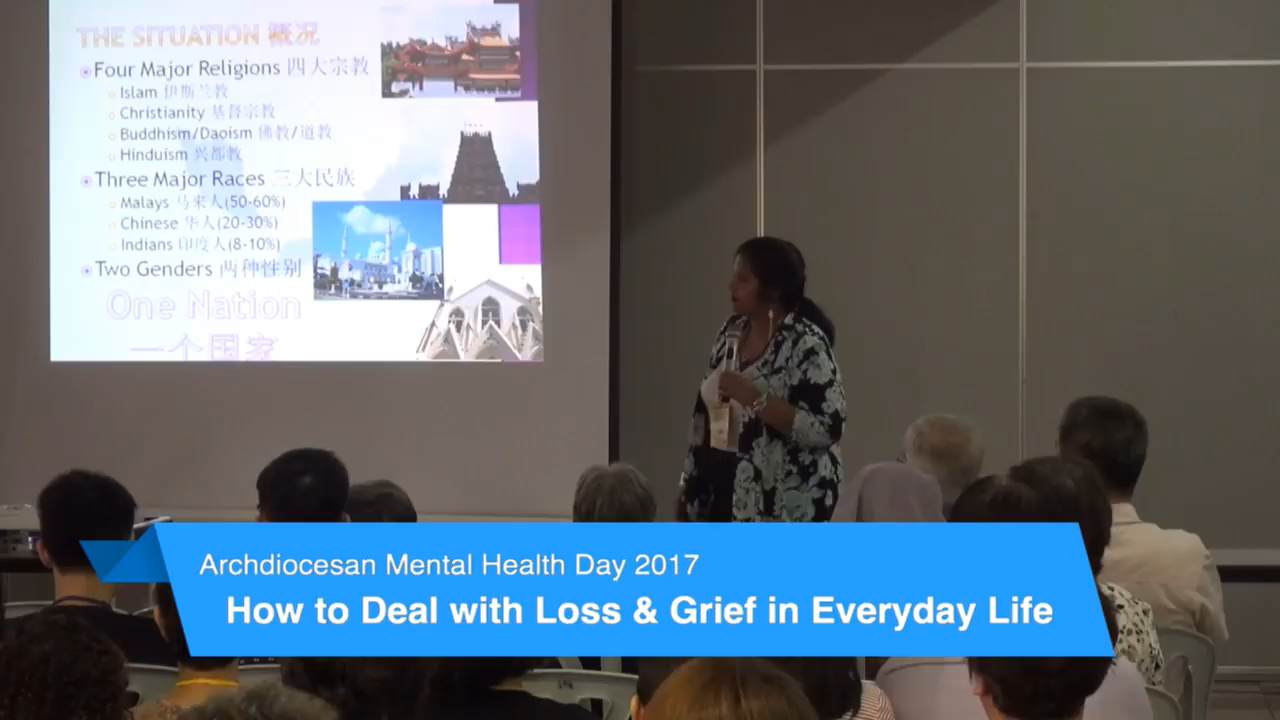 THE SITUATION 概况
Four Major Religions 四大宗教
Islam 伊斯兰教
Christianity 基督宗教
Buddhism/Daoism 佛教/道教
Hinduism 兴都教
Three Major Races 三大民族
Malays 马来人(50-60%)
Chinese 华人(20-30%)
Indians 印度人(8-10%)
Two Genders 两种性别
One Nation
一个国家
Archdiocesan Mental Health Day 2017
How to Deal with Loss & Grief in Everyday Life